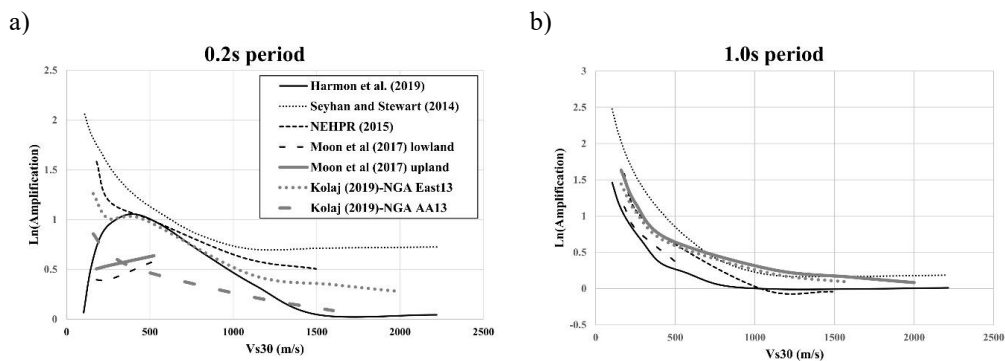 a)
0.2s period
Ln(Amplification)
2.5
2
1.5
1
0.5
0
0
500
1000
1500
2000
2500
Vs30 (m/s)
Harmon et al. (2019)
Seyhan and Stewart (2014)
NEHPR (2015)
Moon et al (2017) lowland
Moon et al (2017) upland
Kolaj (2019)-NGA East13
Kolaj (2019)-NGA AA13
b)
1.0s period
Ln(Amplification)
3
2.5
2
1.5
1
0.5
0
-0.5
0
500
1000
1500
2000
2500
Vs30 (m/s)